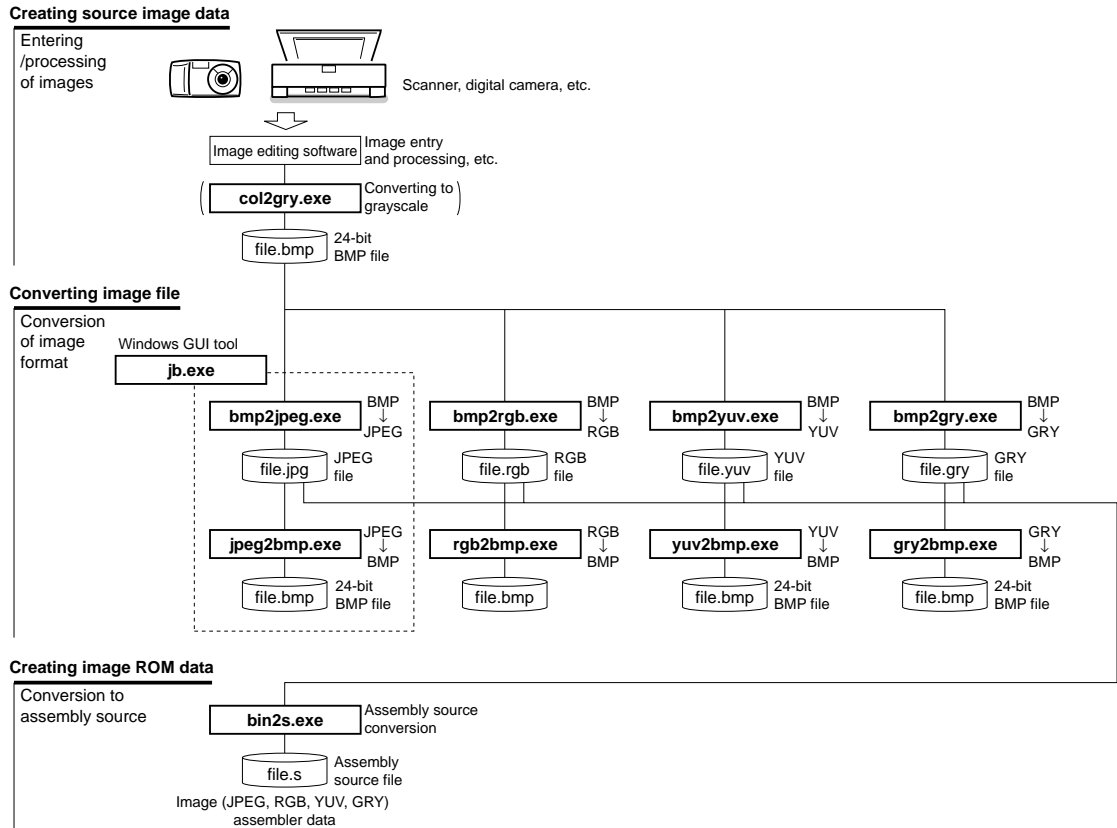 Creating source image data
Entering
/processing
of images
Scanner, digital camera, etc.
Image editing software
Image entry
and processing, etc.
( col2gry.exe Converting to
grayscale )
file.bmp
24-bit
BMP file
Converting image file
Conversion
of image
format
Windows GUI tool
jb.exe
bmp2jpeg.exe
BMP
↓
JPEG
bmp2rgb.exe
BMP
↓
RGB
bmp2yuv.exe
BMP
↓
YUV
bmp2gry.exe
BMP
↓
GRY
file.jpg
JPEG
file
file.rgb
RGB
file
file.yuv
YUV
file
file.gry
GRY
file
jpeg2bmp.exe
JPEG
↓
BMP
rgb2bmp.exe
RGB
↓
BMP
yuv2bmp.exe
YUV
↓
BMP
gry2bmp.exe
GRY
↓
BMP
file.bmp
24-bit
BMP file
file.bmp
file.bmp
24-bit
BMP file
file.bmp
24-bit
BMP file
Creating image ROM data
Conversion to
assembly source
bin2s.exe
Assembly source
conversion
file.s
Assembly
source file
Image (JPEG, RGB, YUV, GRY)
assembler data